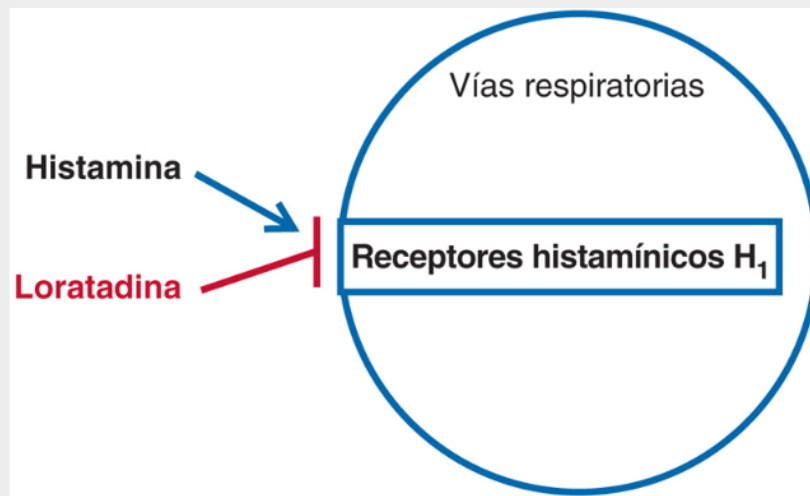 Vías respiratorias
Histamina
Receptores histamínicos H₁
Loratadina